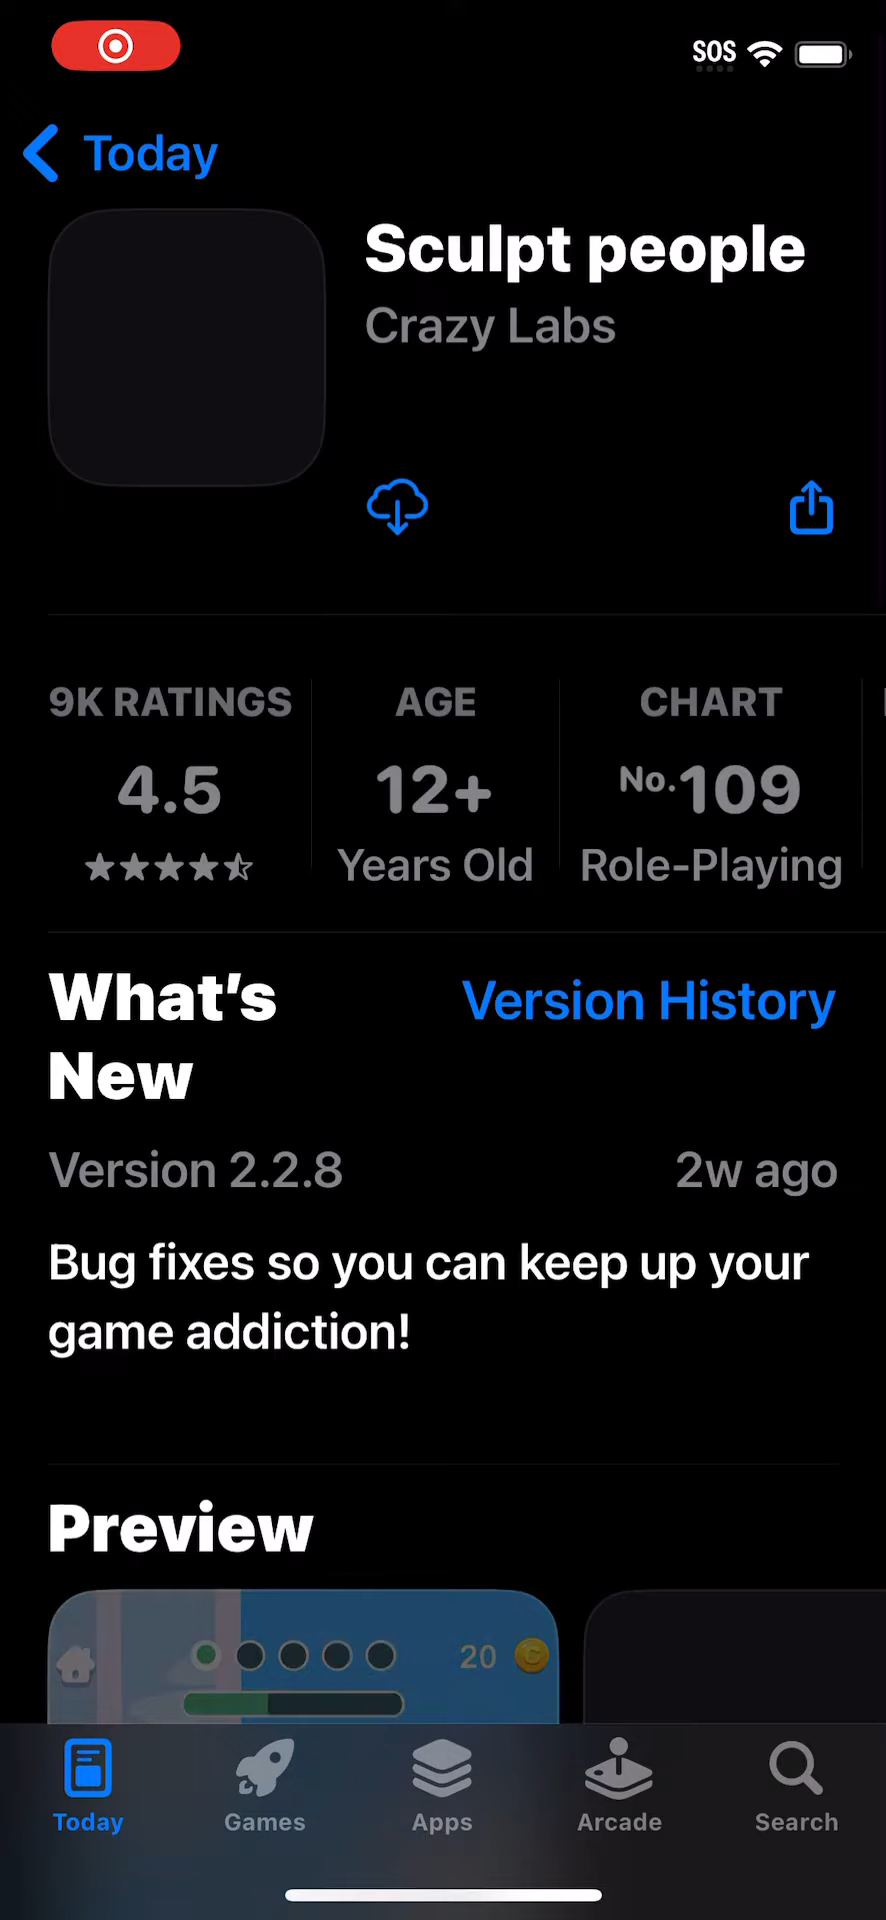 SOS
Today
Sculpt people
Crazy Labs
9K RATINGS
4.5
AGE
12+
Years Old
CHART
No.109
Role-Playing
What's
New
Version History
Version 2.2.8
2w ago
Bug fixes so you can keep up your
game addiction!
Preview
20
Today
Games
Apps
Arcade
Search